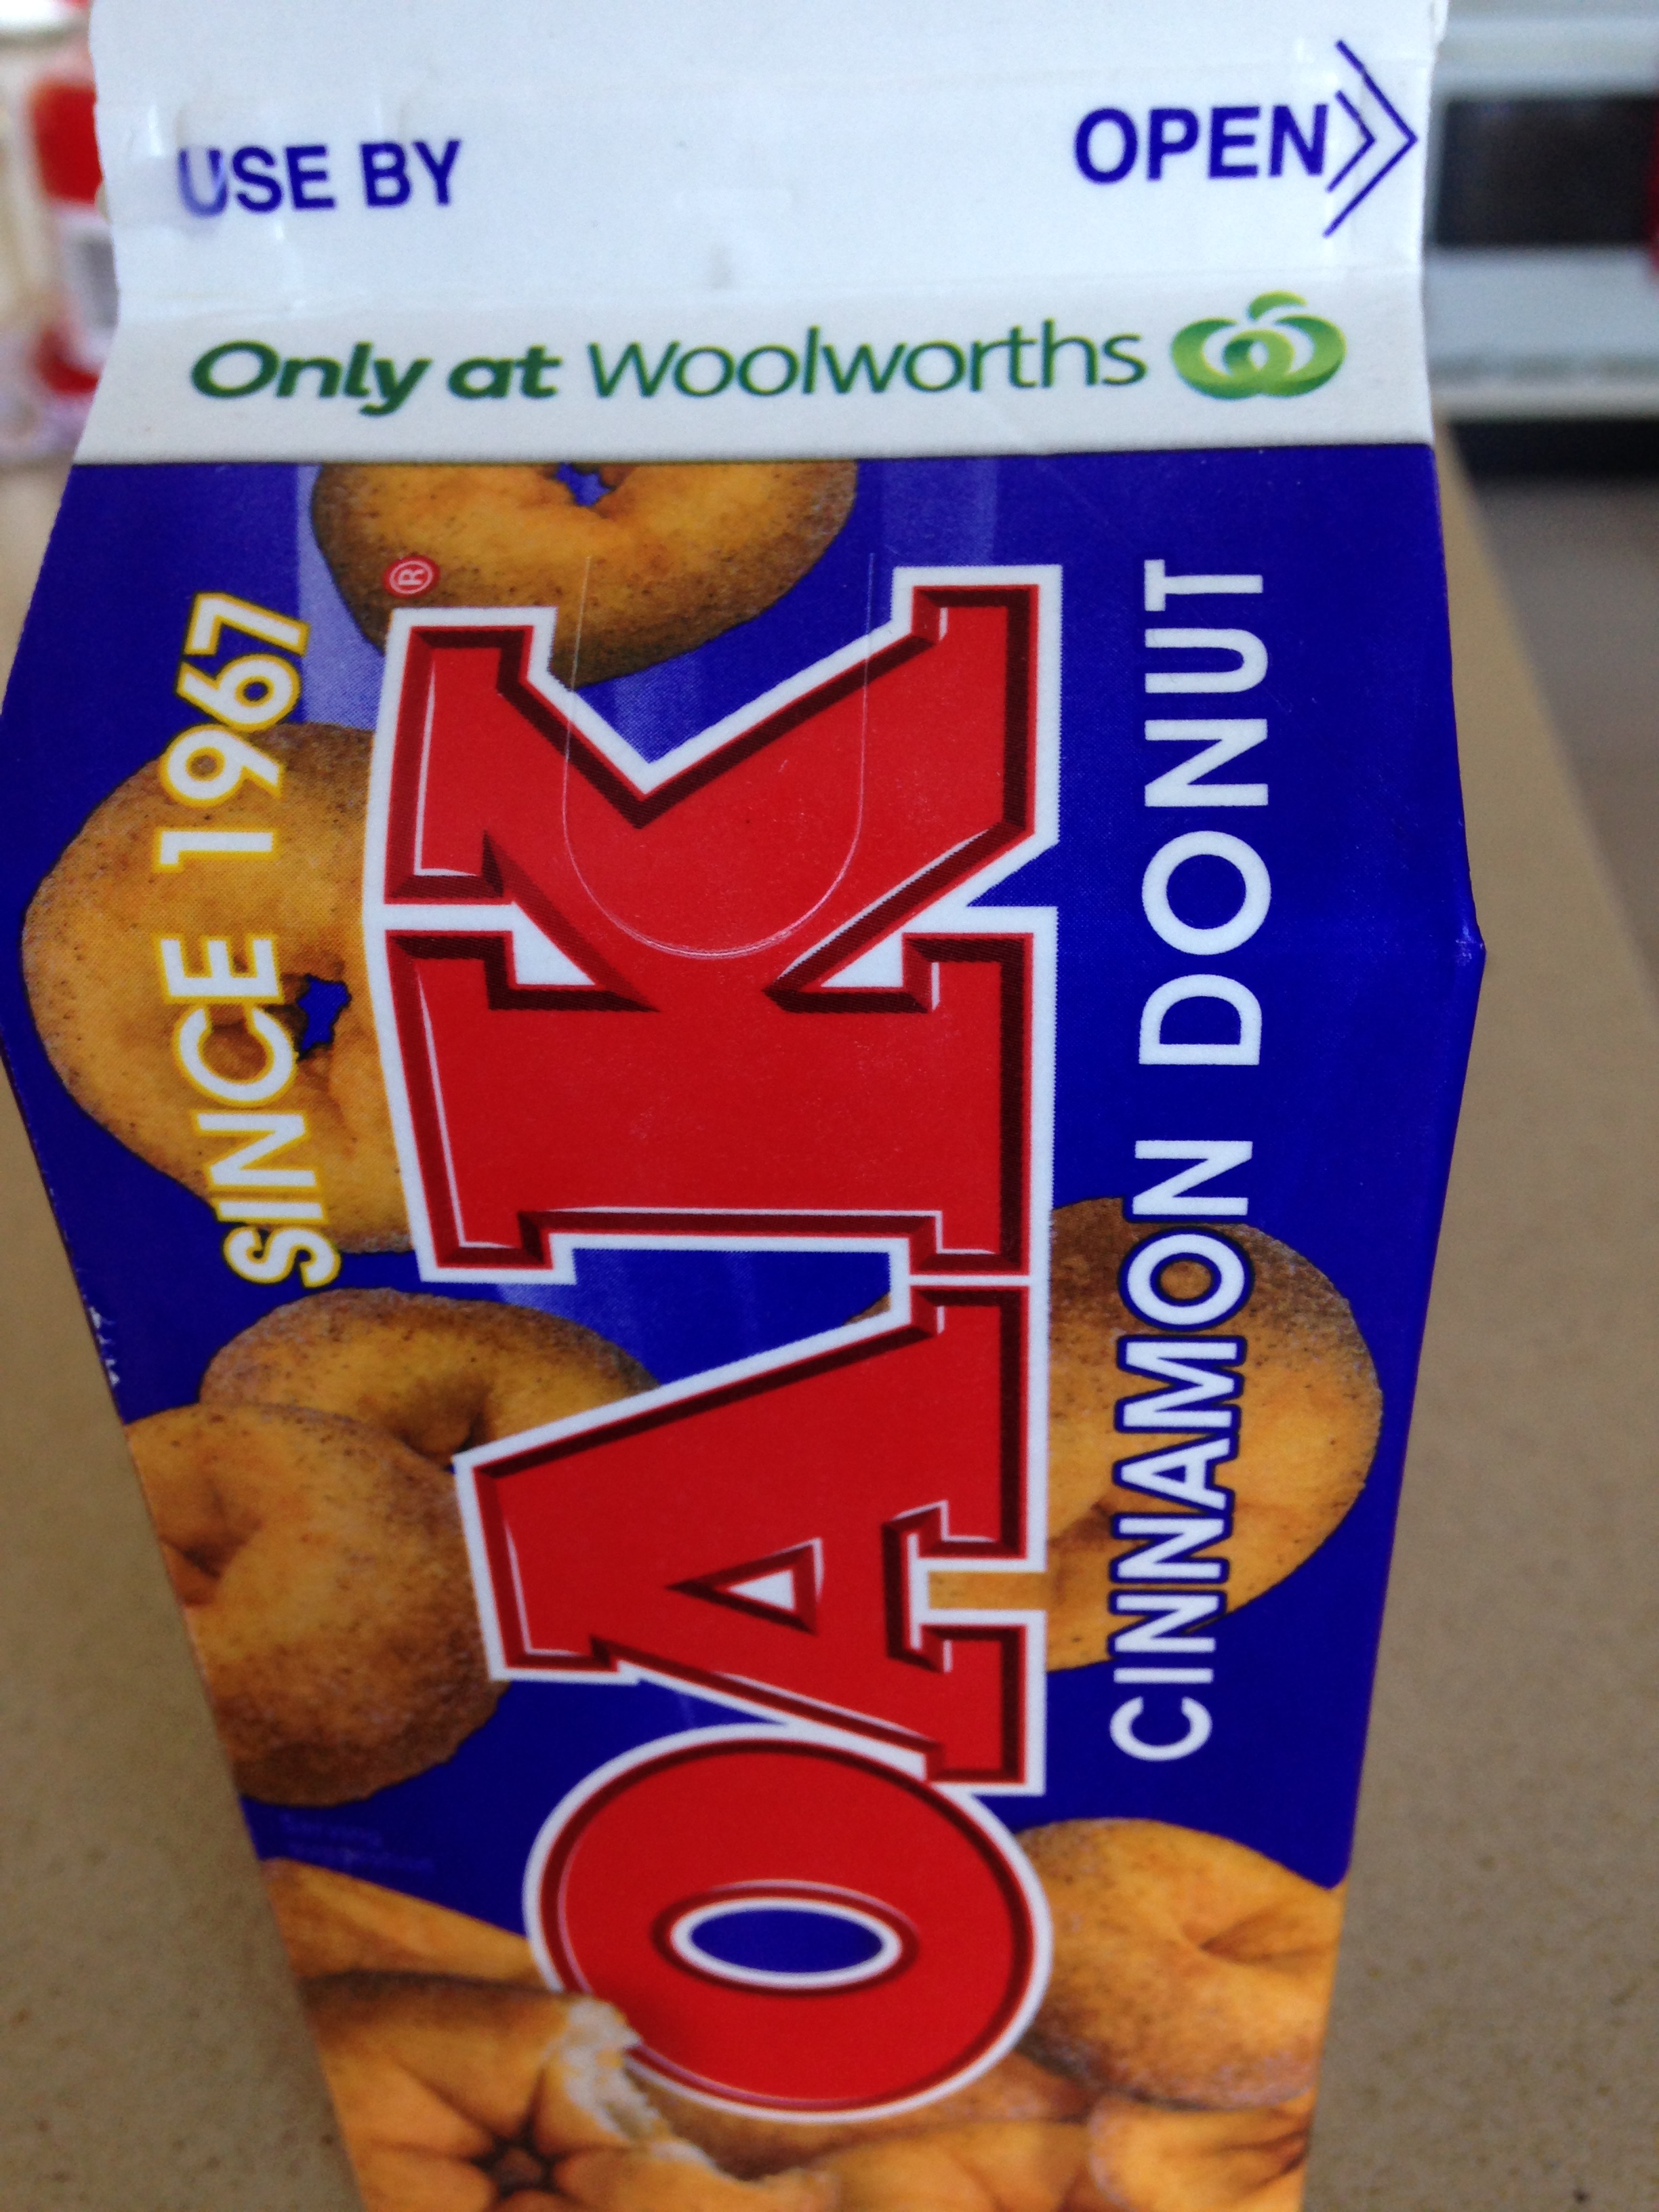 USE BY
OPEN
Only at Woolworths
SINCE 1967
OAK®
CINNAMON DONUT